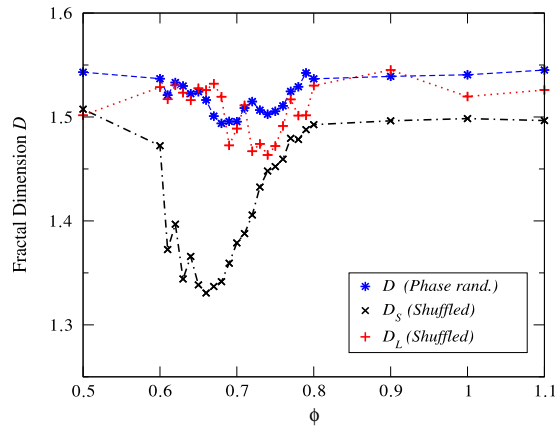 1.6
1.5
1.4
1.3
Fractal Dimension D
D (Phase rand.)
D_S (Shuffled)
D_L (Shuffled)
0.5 0.6 0.7 0.8 0.9 1 1.1
ϕ